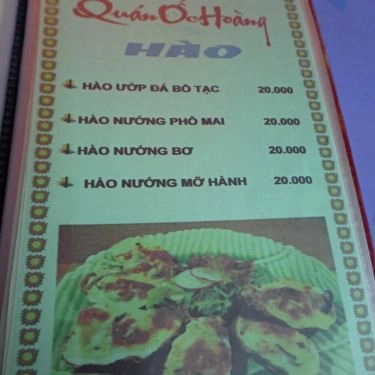 Quán Ốc Hoàng
HÀO
HÀO ƯỚP ĐÁ BÒ TẠC 20.000
HÀO NƯỚNG PHÔ MAI 20.000
HÀO NƯỚNG BƠ 20.000
HÀO NƯỚNG MỠ HÀNH 20.000